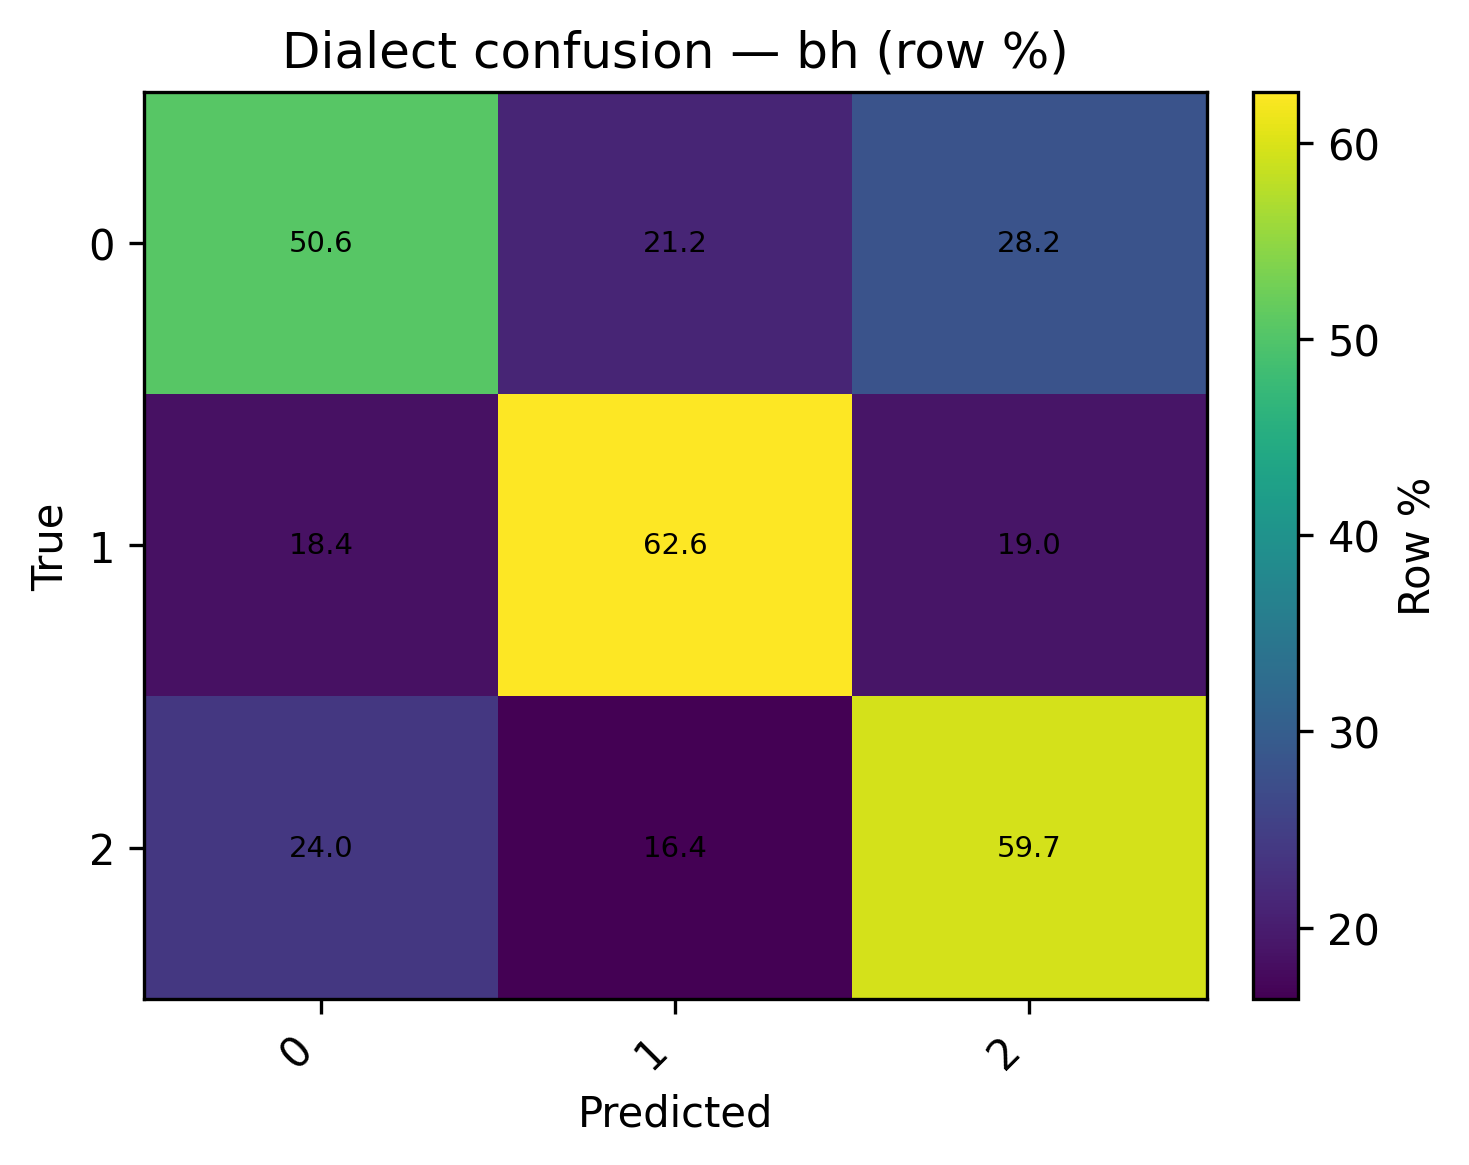 Dialect confusion — bh (row %)
0 50.6 21.2 28.2
1 18.4 62.6 19.0
2 24.0 16.4 59.7
0 1 2
Predicted
True
60
50
40
30
20
Row %